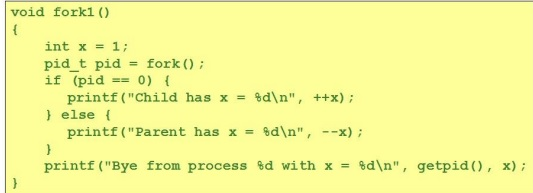 void fork1()
{
    int x = 1;
    pid_t pid = fork();
    if (pid == 0) {
       printf("Child has x = %d\n", ++x);
    } else {
       printf("Parent has x = %d\n", --x);
    }
    printf("Bye from process %d with x = %d\n", getpid(), x);
}